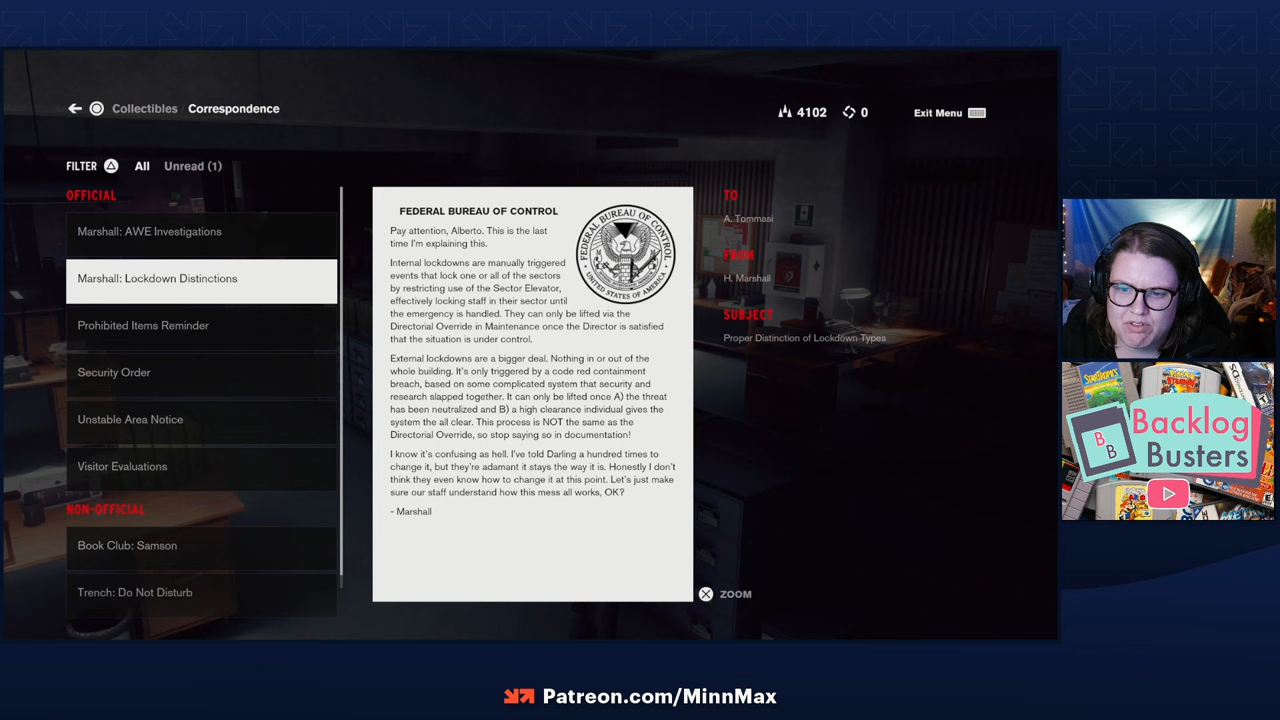 Collectibles Correspondence
4102
0
Exit Menu
FILTER All Unread (1)
OFFICIAL
Marshall: AWE Investigations
Marshall: Lockdown Distinctions
Prohibited Items Reminder
Security Order
Unstable Area Notice
Visitor Evaluations
NON-OFFICIAL
Book Club: Samson
Trench: Do Not Disturb
FEDERAL BUREAU OF CONTROL
Pay attention, Alberto. This is the last
time I'm explaining this.
Internal lockdowns are manually triggered
events that lock one or all of the sectors
by restricting use of the Sector Elevator,
effectively locking staff in their sector until
the emergency is handled. They can only be lifted via the
Directorial Override in Maintenance once the Director is satisfied
that the situation is under control.
External lockdowns are a bigger deal. Nothing in or out of the
whole building. It's only triggered by a code red containment
breach, based on some complicated system that security and
research slapped together. It can only be lifted once A) the threat
has been neutralized and B) a high clearance individual gives the
system the all clear. This process is NOT the same as the
Directorial Override, so stop saying so in documentation!
I know it's confusing as hell. I've told Darling a hundred times to
change it, but they're adamant it stays the way it is. Honestly I don't
think they even know how to change it at this point. Let's just make
sure our staff understand how this mess all works, OK?
- Marshall
FEDERAL BUREAU OF CONTROL
UNITED STATES OF AMERICA
TO
A. Tommasi
FROM
H. Marshall
SUBJECT
Proper Distinction of Lockdown Types
ZOOM
STARTROPICS
BB
Backlog
Busters
Patreon.com/MinnMax